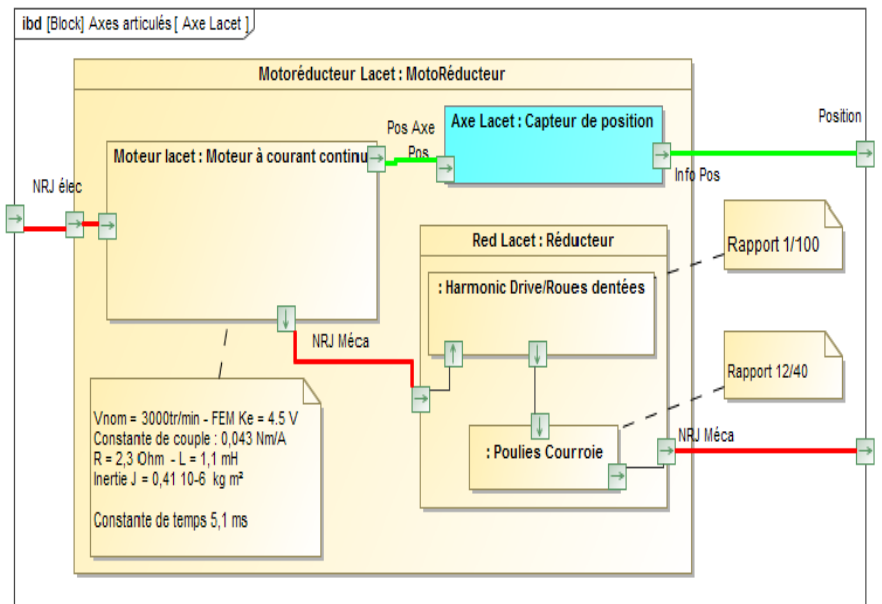 ibd [Block] Axes articulés [ Axe Lacet ]
Motoréducteur Lacet : MotoRéducteur
Axe Lacet : Capteur de position
Position
Pos Axe
Pos
Moteur lacet : Moteur à courant continu
Info Pos
NRJ élec
Red Lacet : Réducteur
Rapport 1/100
: Harmonic Drive/Roues dentées
NRJ Méca
Rapport 12/40
Vnom = 3000tr/min - FEM Ke = 4.5 V
Constante de couple : 0,043 Nm/A
R = 2,3 Ohm - L = 1,1 mH
Inertie J = 0,41 10-6 kg m²
Constante de temps 5,1 ms
: Poulies Courroie
NRJ Méca